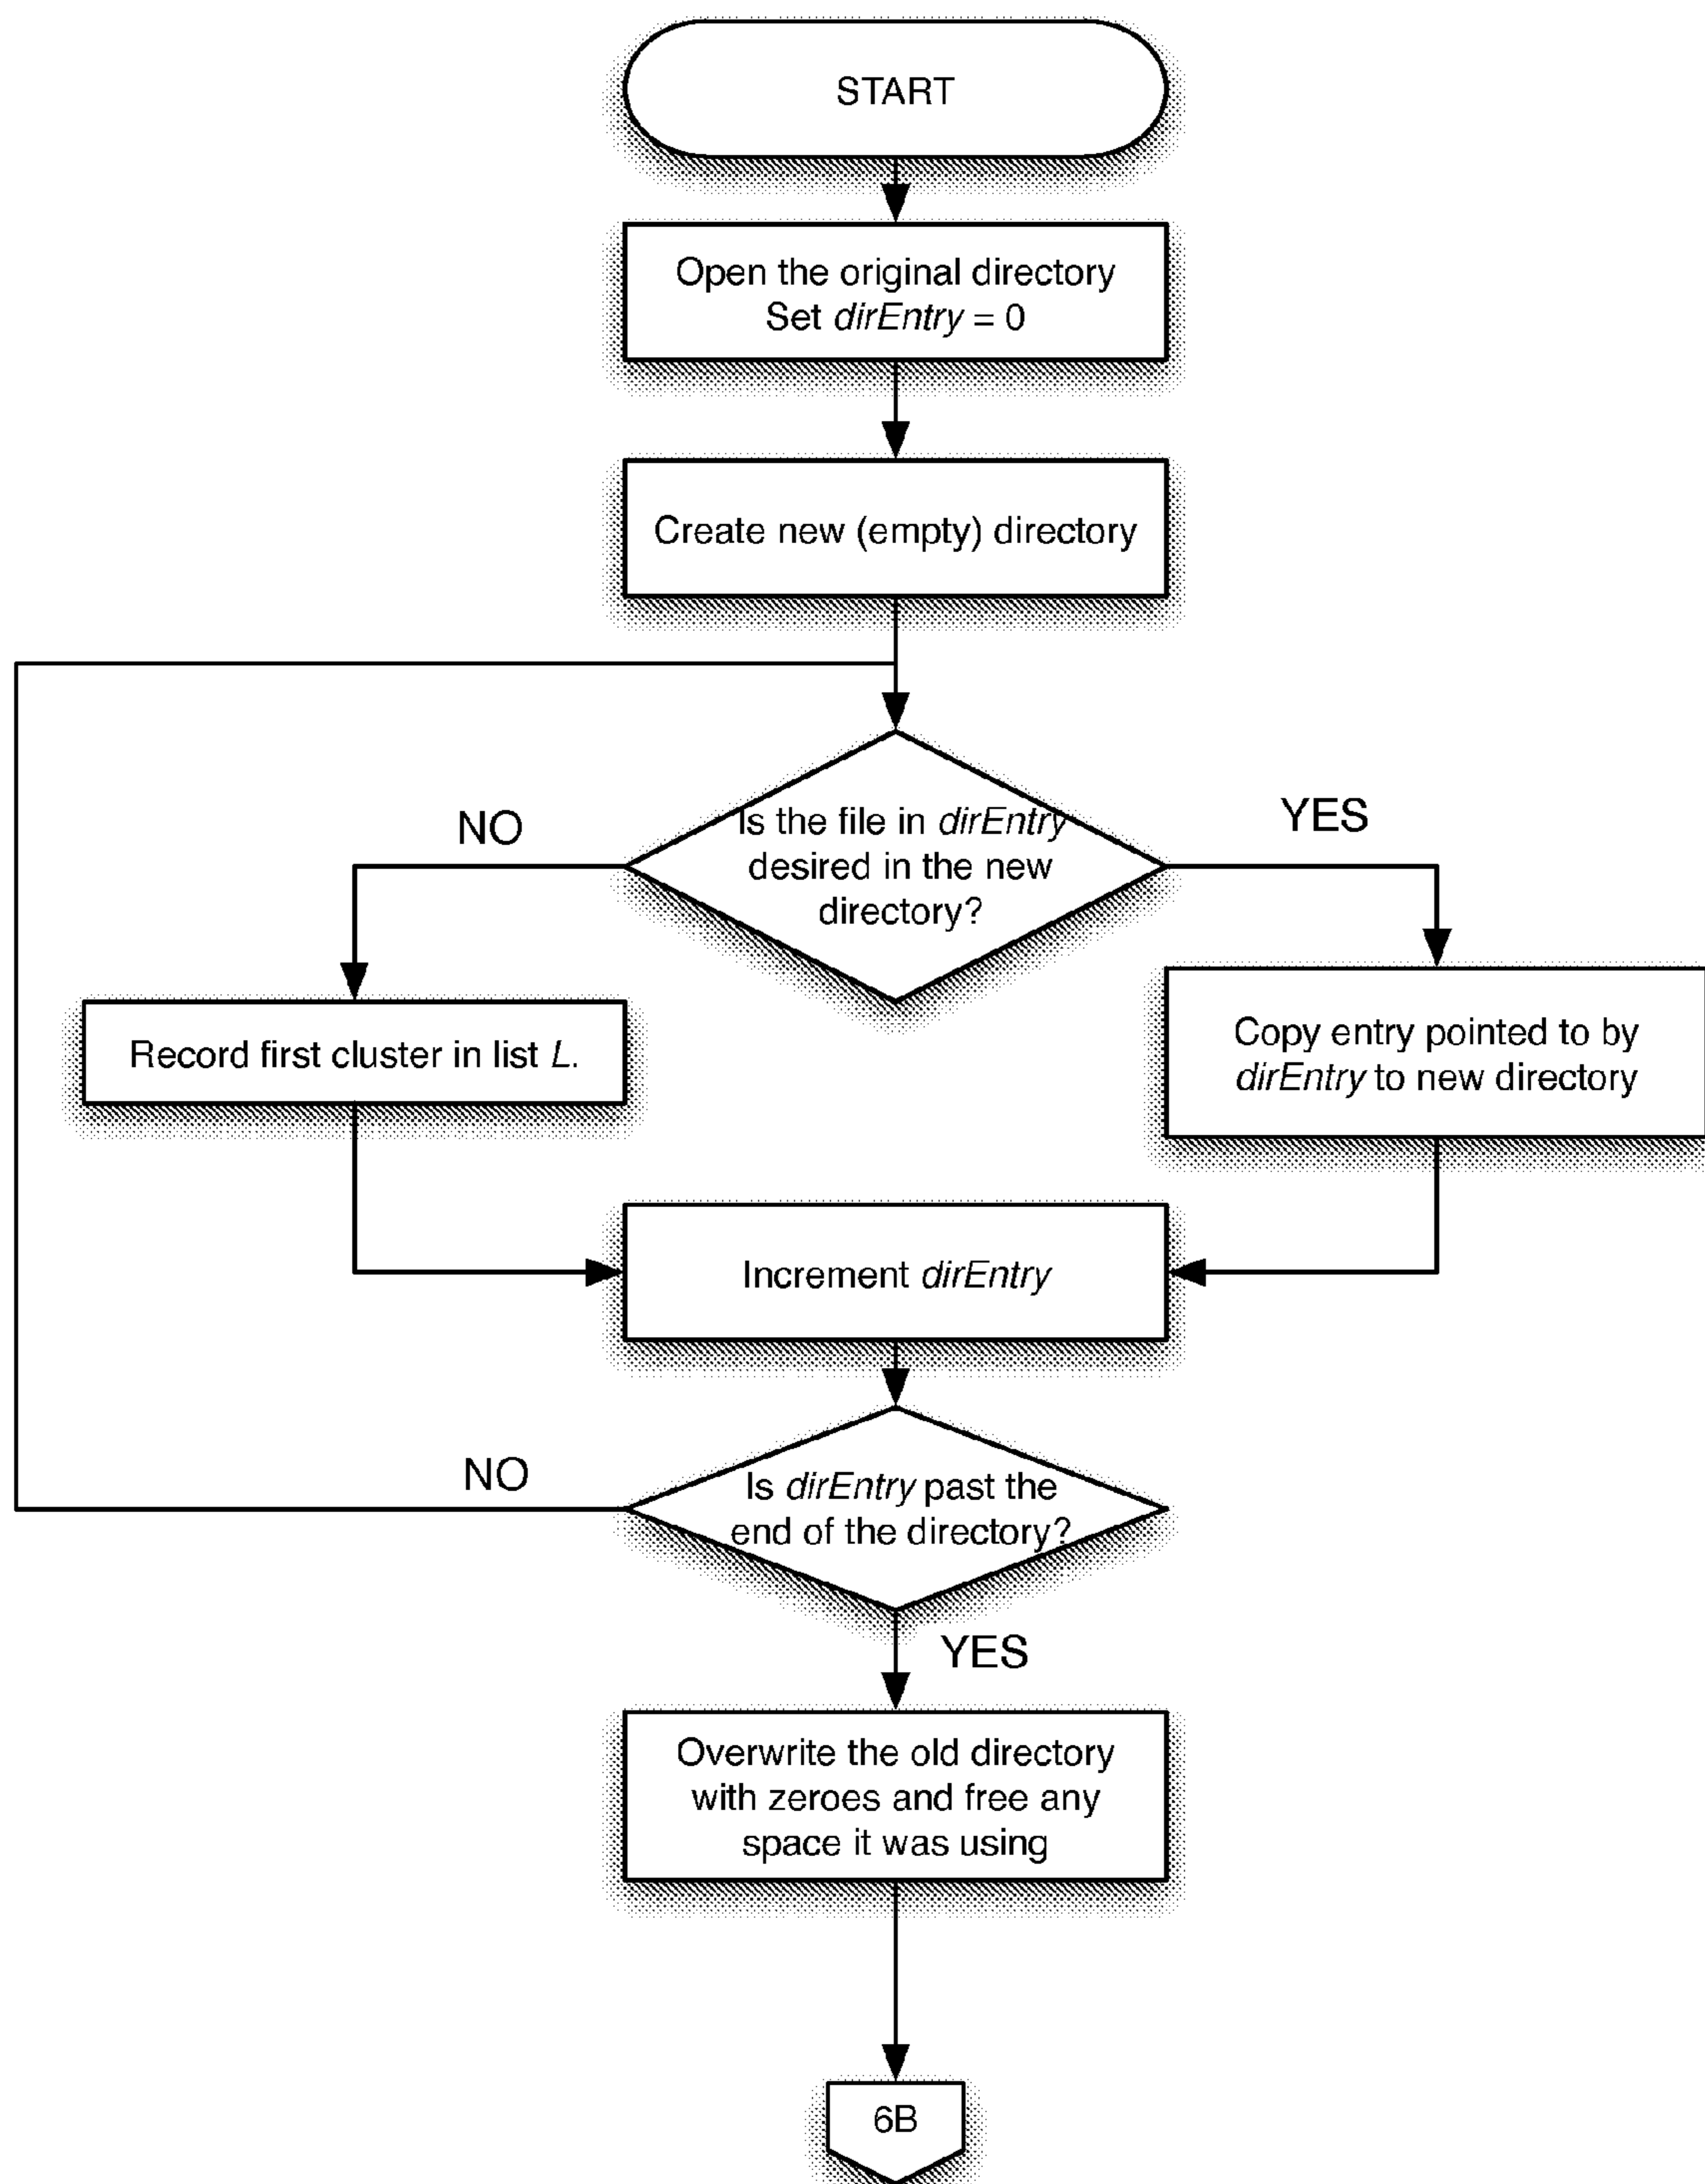 START
Open the original directory
Set dirEntry = 0
Create new (empty) directory
NO
YES
Is the file in dirEntry
desired in the new
directory?
Record first cluster in list L.
Copy entry pointed to by
dirEntry to new directory
Increment dirEntry
NO
Is dirEntry past the
end of the directory?
YES
Overwrite the old directory
with zeroes and free any
space it was using
6B